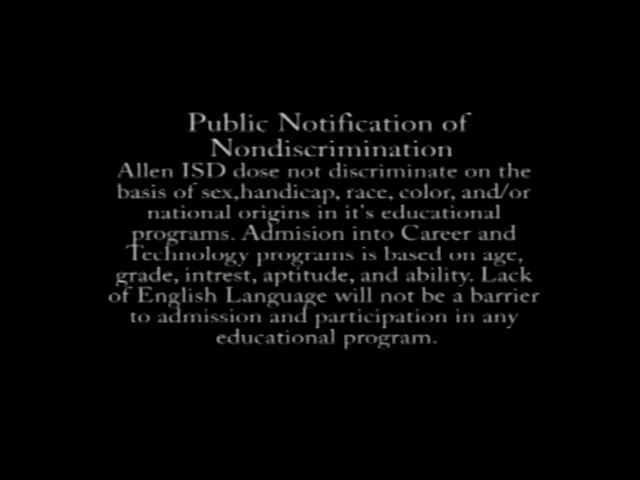 Public Notification of
Nondiscrimination
Allen ISD dose not discriminate on the
basis of sex,handicap, race, color, and/or
national origins in it's educational
programs. Admision into Career and
Technology programs is based on age,
grade, intrest, aptitude, and ability. Lack
of English Language will not be a barrier
to admission and participation in any
educational program.